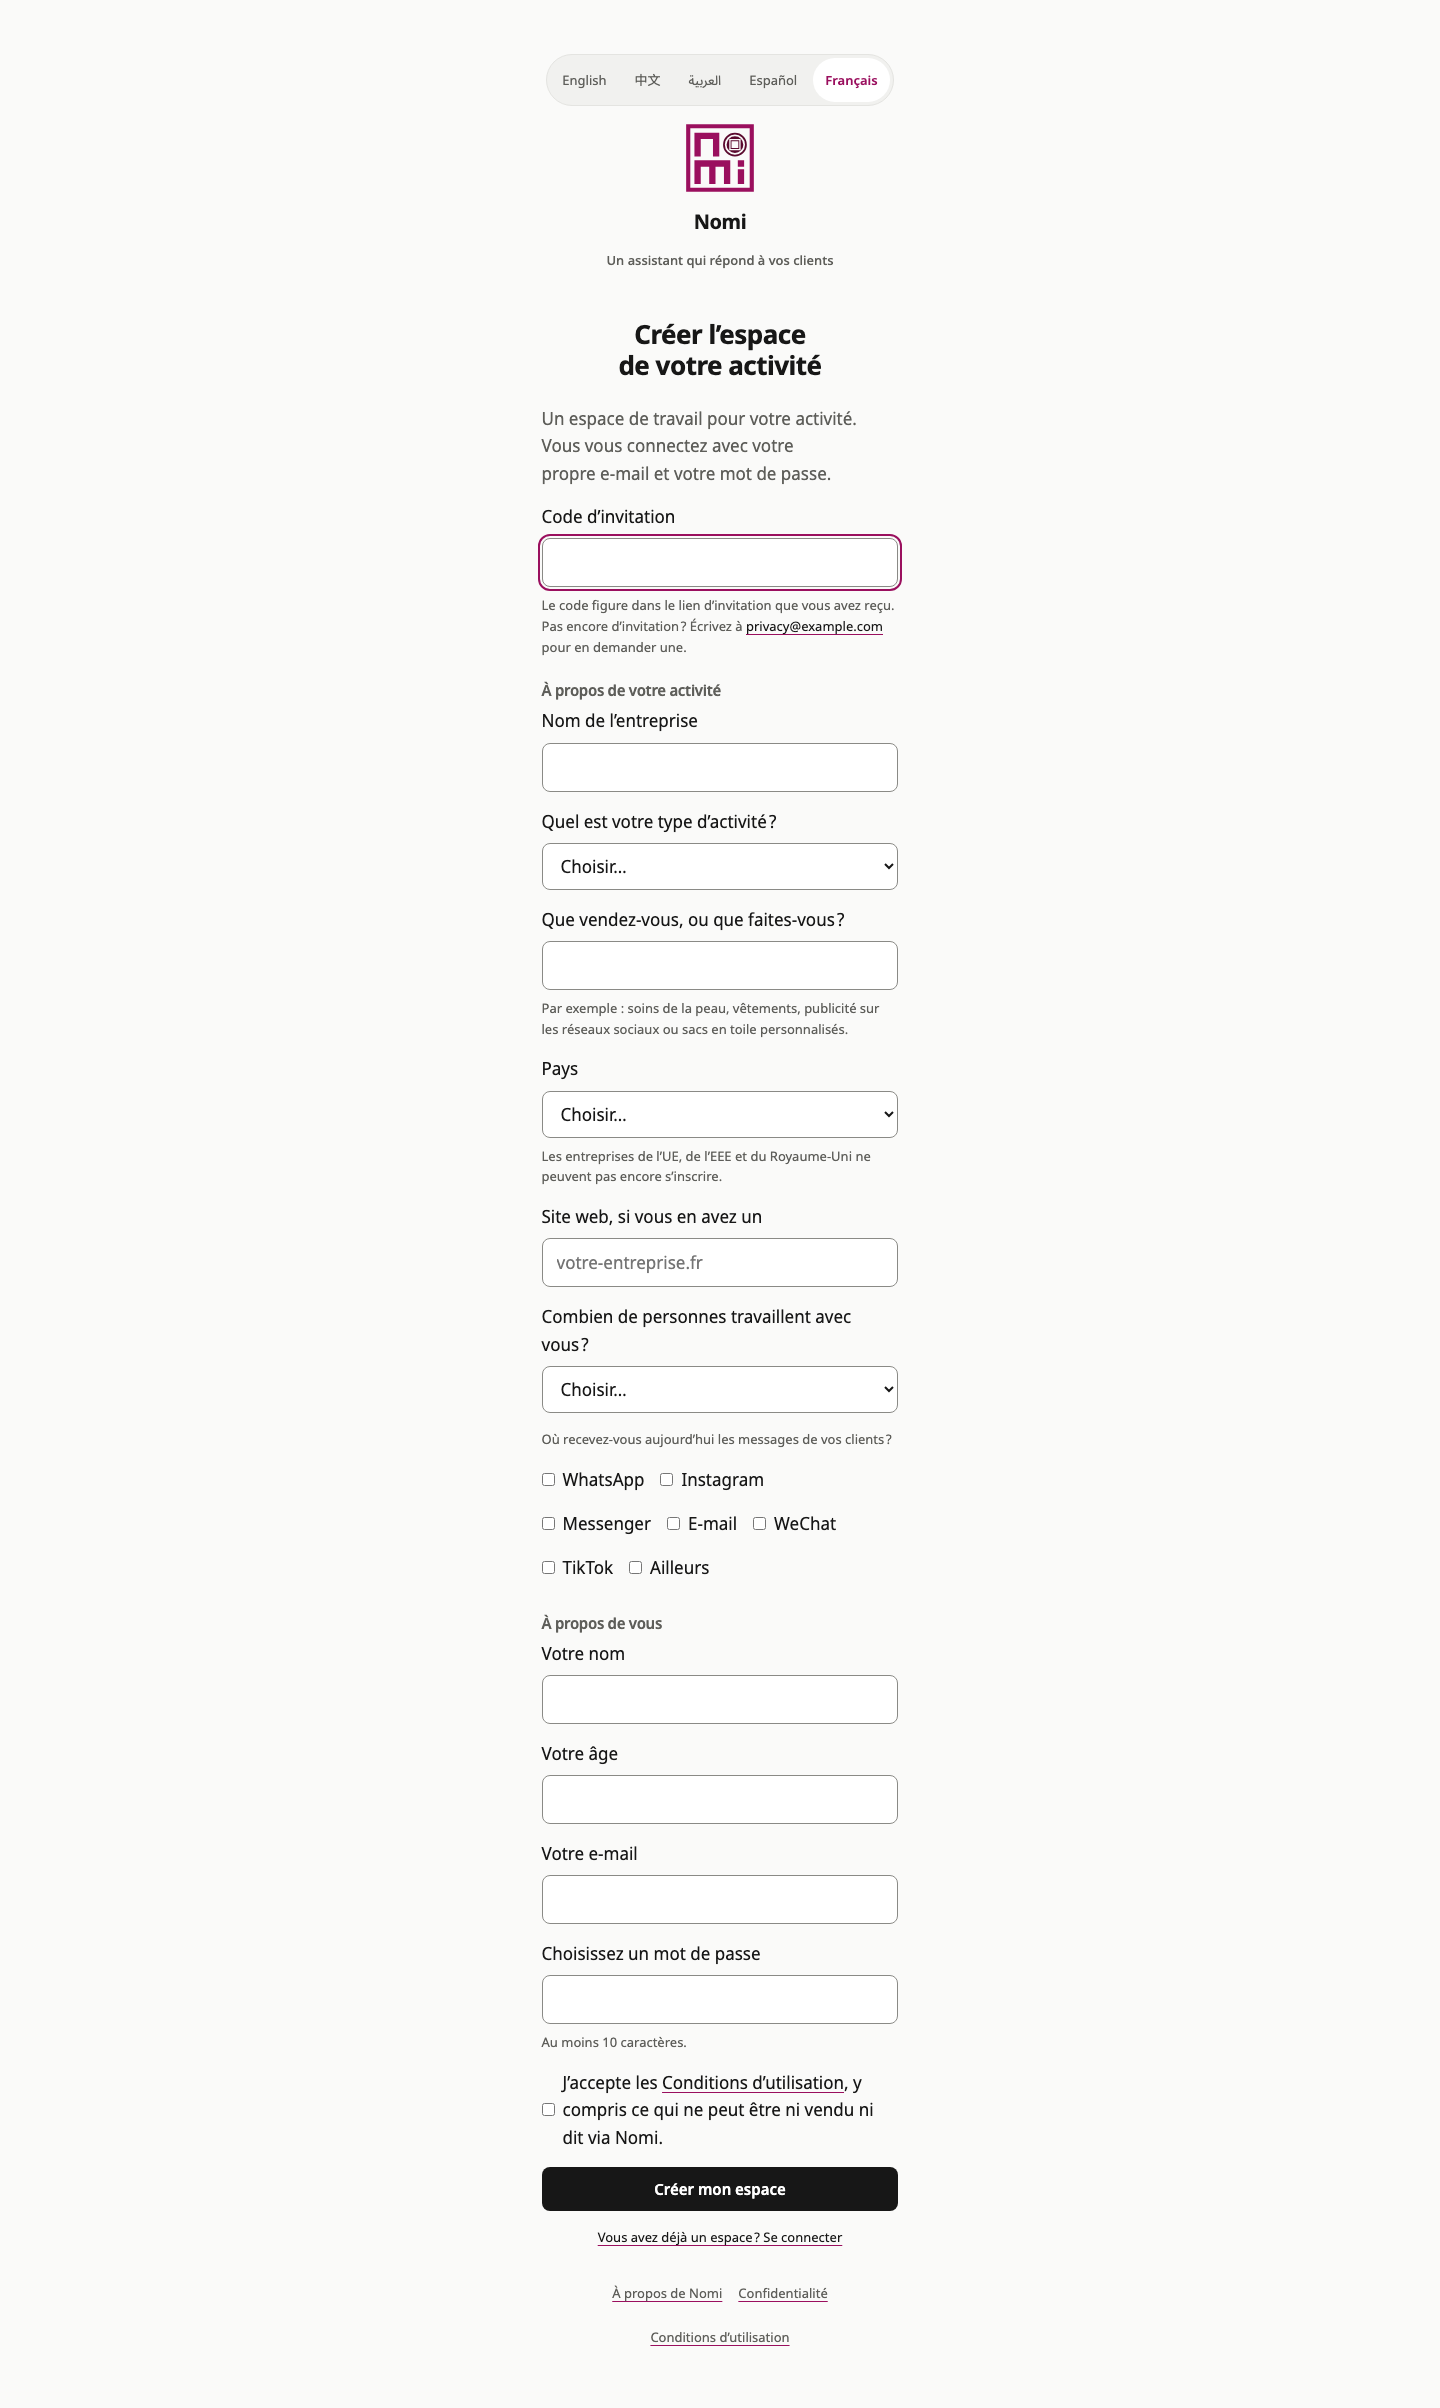 English 中文 العربية Español Français
nomi
Nomi
Un assistant qui répond à vos clients
Créer l’espace
de votre activité
Un espace de travail pour votre activité.
Vous vous connectez avec votre
propre e-mail et votre mot de passe.
Code d’invitation
Le code figure dans le lien d’invitation que vous avez reçu.
Pas encore d’invitation ? Écrivez à privacy@example.com
pour en demander une.
À propos de votre activité
Nom de l’entreprise
Quel est votre type d’activité ?
Choisir…
Que vendez-vous, ou que faites-vous ?
Par exemple : soins de la peau, vêtements, publicité sur
les réseaux sociaux ou sacs en toile personnalisés.
Pays
Choisir…
Les entreprises de l’UE, de l’EEE et du Royaume-Uni ne
peuvent pas encore s’inscrire.
Site web, si vous en avez un
votre-entreprise.fr
Combien de personnes travaillent avec
vous ?
Choisir…
Où recevez-vous aujourd’hui les messages de vos clients ?
WhatsApp Instagram
Messenger E-mail WeChat
TikTok Ailleurs
À propos de vous
Votre nom
Votre âge
Votre e-mail
Choisissez un mot de passe
Au moins 10 caractères.
J’accepte les Conditions d’utilisation, y
compris ce qui ne peut être ni vendu ni
dit via Nomi.
Créer mon espace
Vous avez déjà un espace ? Se connecter
À propos de Nomi Confidentialité
Conditions d’utilisation